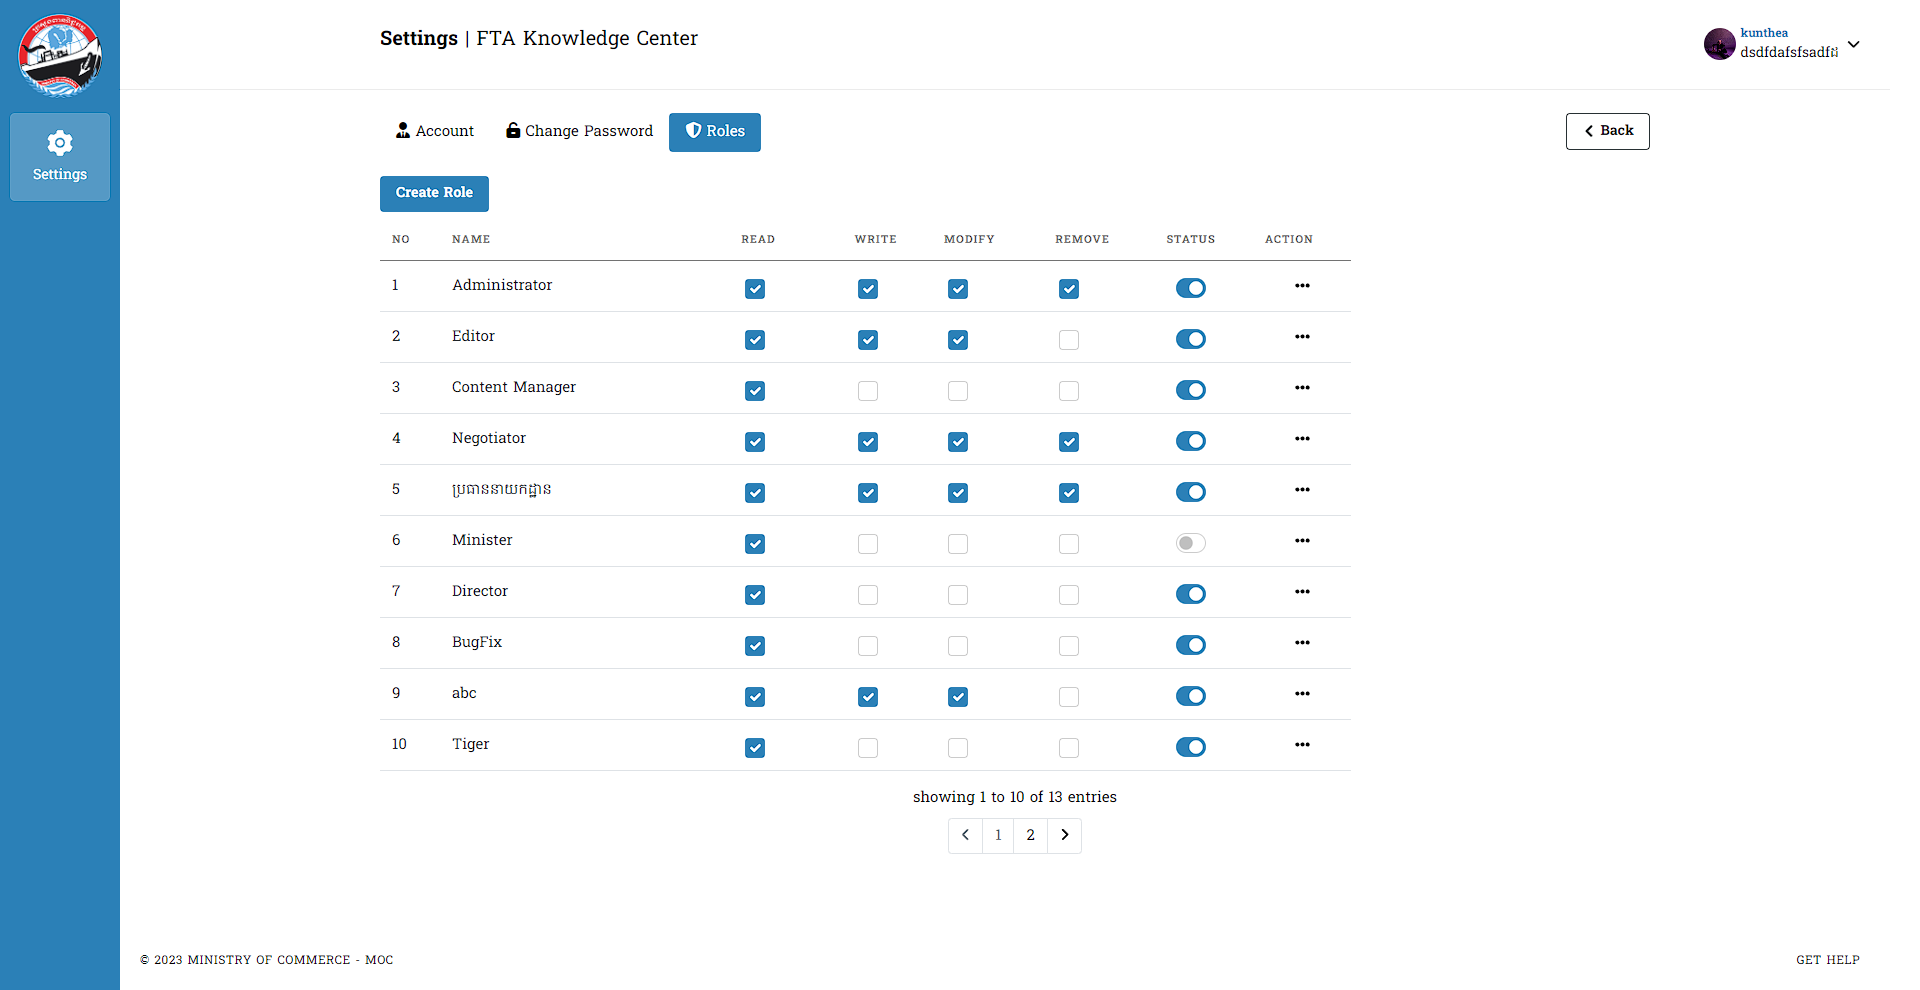 Settings | FTA Knowledge Center
kunthea
Settings
Account
Change Password
Roles
Back
Create Role
NO NAME READ WRITE MODIFY REMOVE STATUS ACTION
1 Administrator
2 Editor
3 Content Manager
4 Negotiator
5 ប្រធាននាយកដ្ឋាន
6 Minister
7 Director
8 BugFix
9 abc
10 Tiger
showing 1 to 10 of 13 entries
1 2
© 2023 MINISTRY OF COMMERCE - MOC
GET HELP